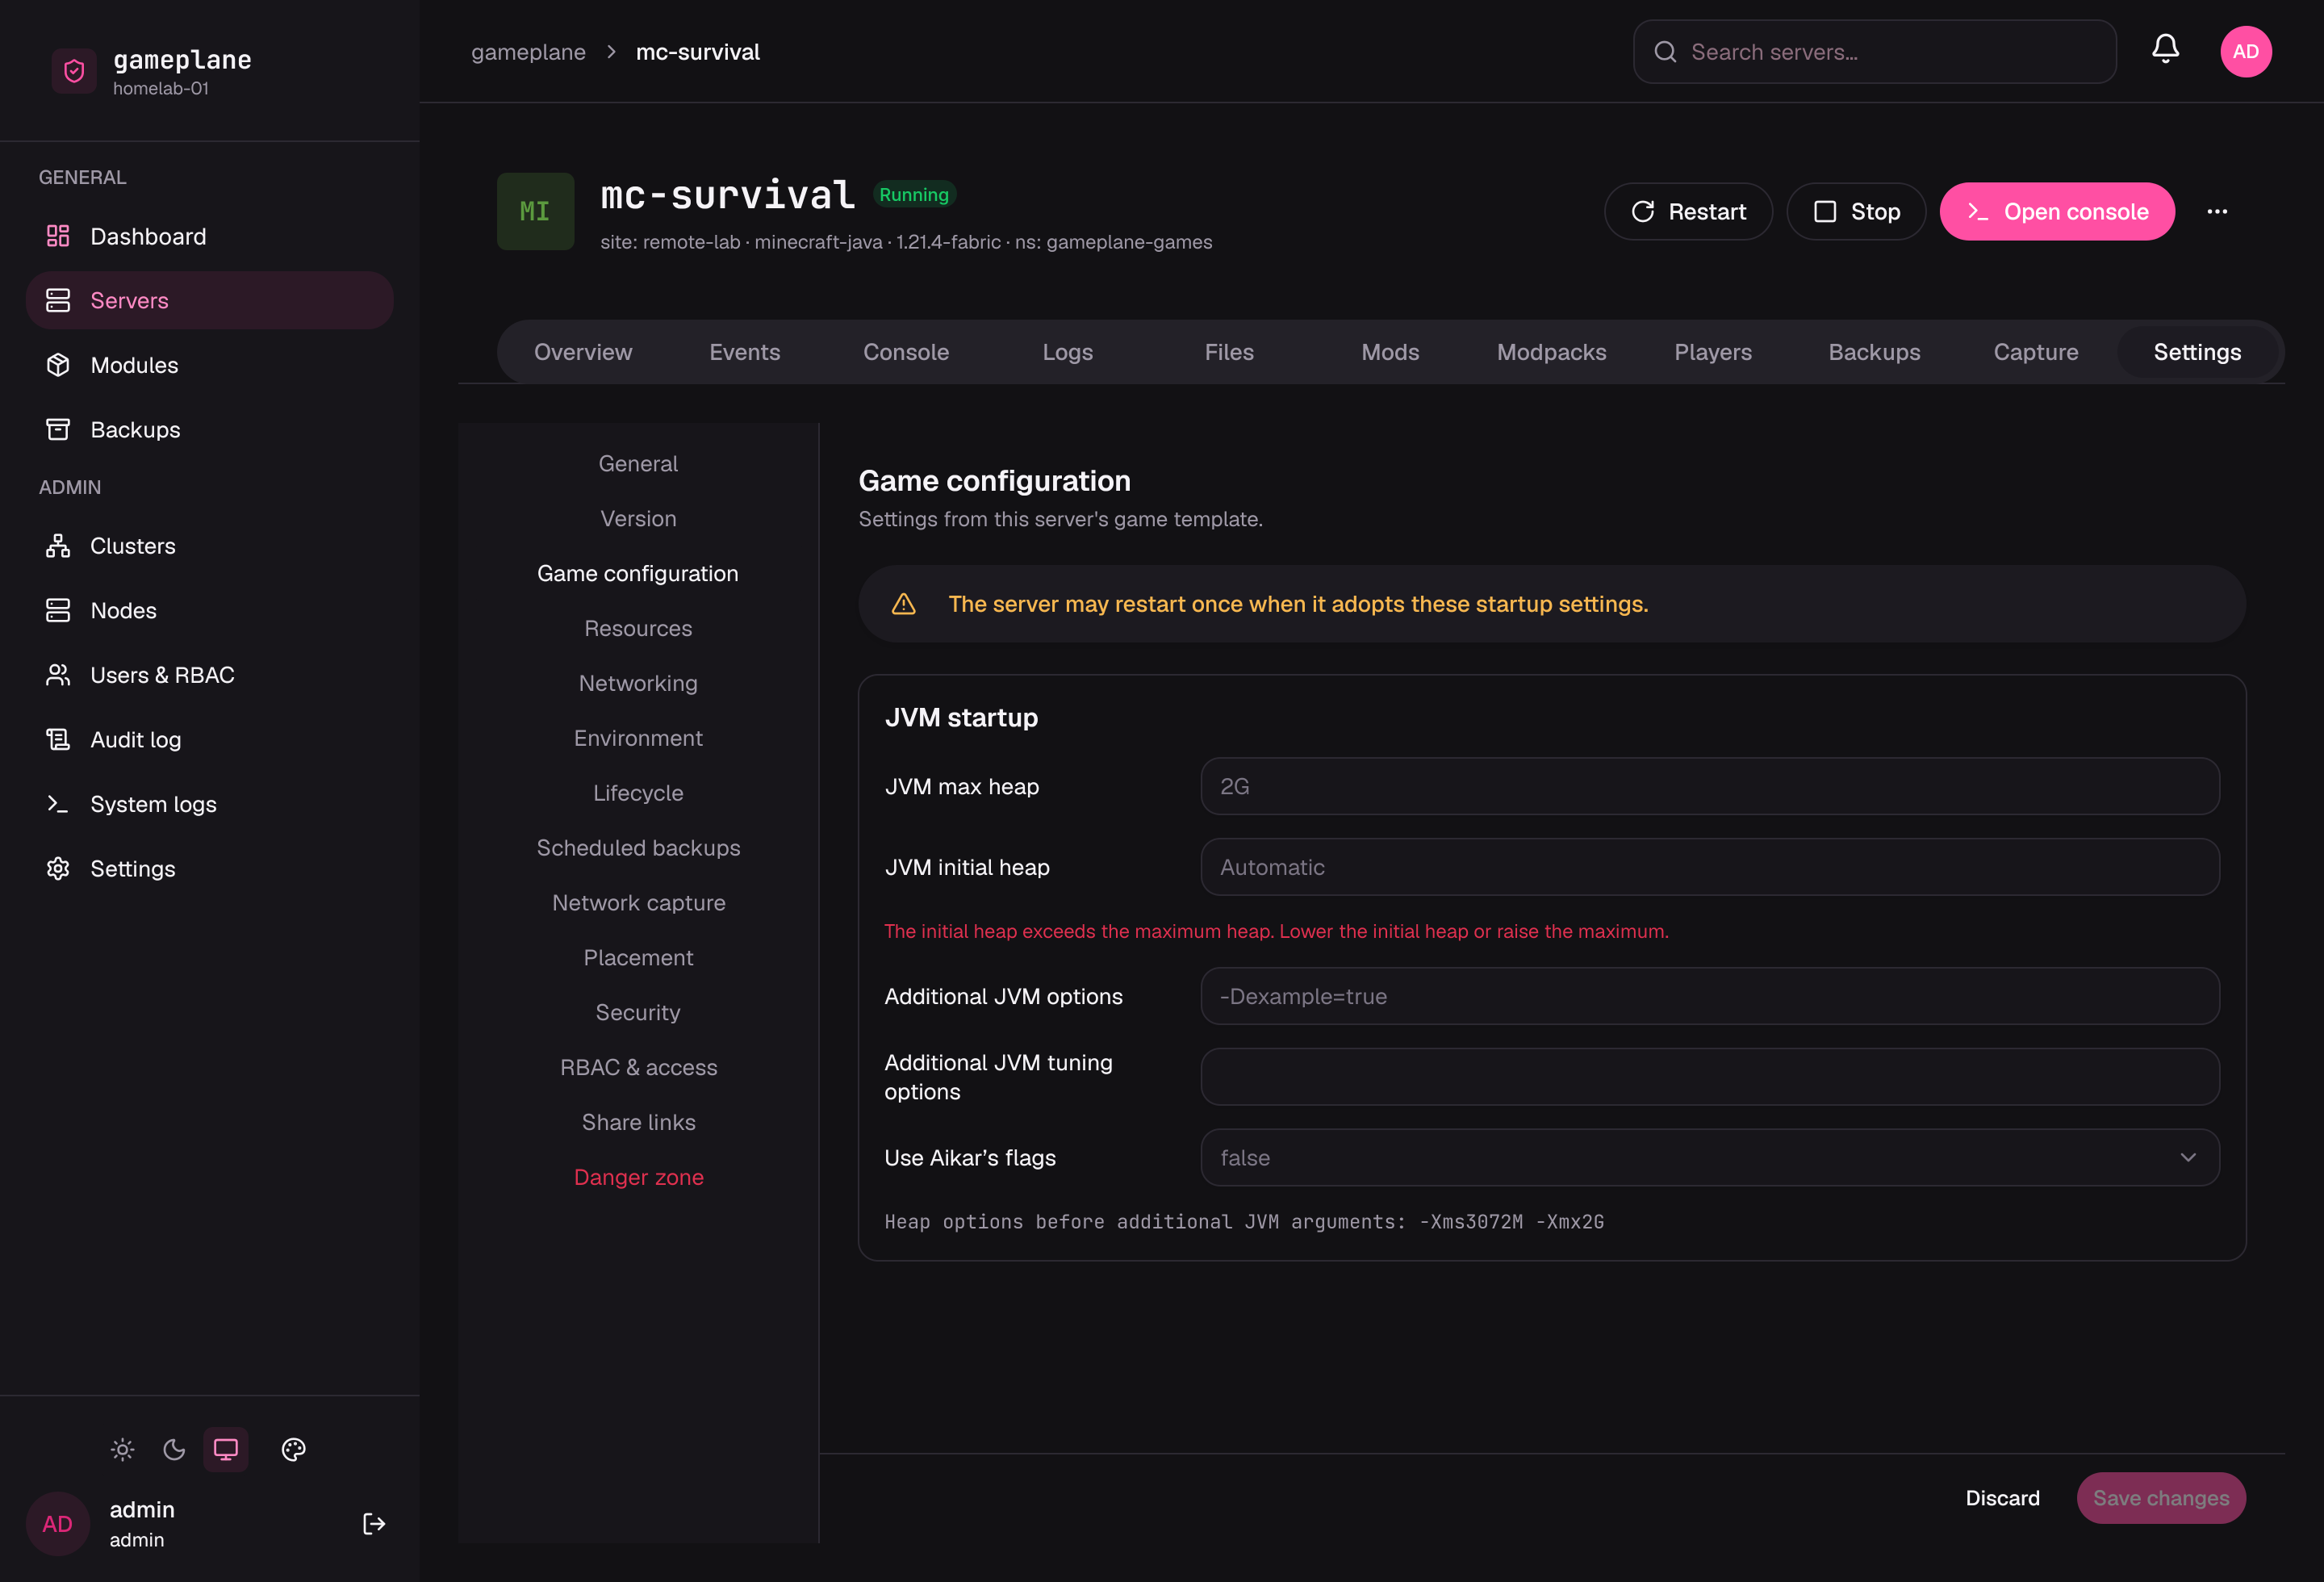 gameplane
homelab-01
GENERAL
Dashboard
Servers
Modules
Backups
ADMIN
Clusters
Nodes
Users & RBAC
Audit log
System logs
Settings
AD
admin
admin
gameplane > mc-survival
Search servers...
AD
MI
mc-survival
Running
site: remote-lab · minecraft-java · 1.21.4-fabric · ns: gameplane-games
Restart
Stop
Open console
Overview
Events
Console
Logs
Files
Mods
Modpacks
Players
Backups
Capture
Settings
General
Version
Game configuration
Resources
Networking
Environment
Lifecycle
Scheduled backups
Network capture
Placement
Security
RBAC & access
Share links
Danger zone
Game configuration
Settings from this server's game template.
The server may restart once when it adopts these startup settings.
JVM startup
JVM max heap
2G
JVM initial heap
Automatic
The initial heap exceeds the maximum heap. Lower the initial heap or raise the maximum.
Additional JVM options
-Dexample=true
Additional JVM tuning
options
Use Aikar’s flags
false
Heap options before additional JVM arguments: -Xms3072M -Xmx2G
Discard
Save changes